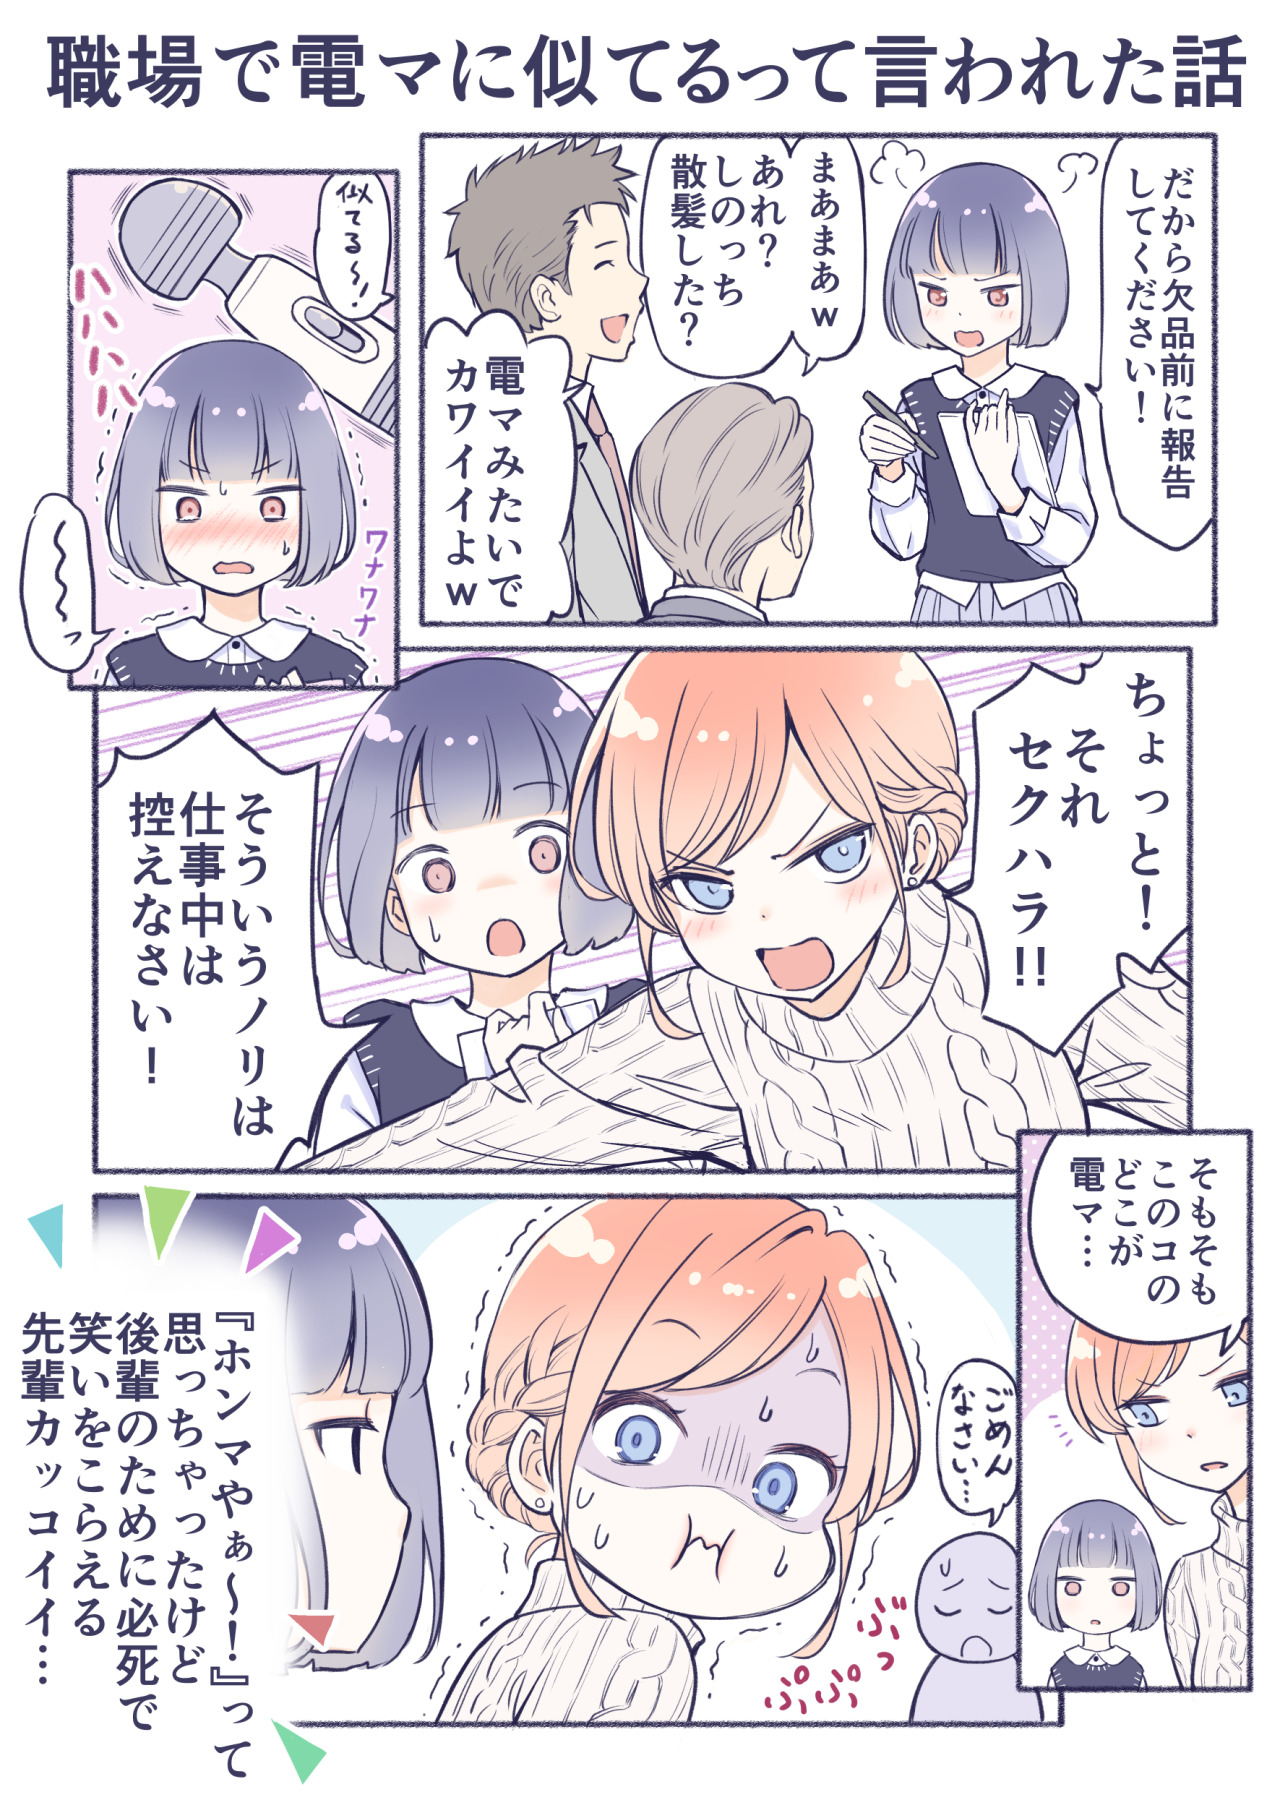 職場で電マに似てるって言われた話
だから欠品前に報告
してください！
まあまあｗ
あれ？
しのっち
散髪した？
電マみたいで
カワイイよｗ
似てる〜！
ハハハハ
ワナワナ
〜〜〜っ
ちょっと！
それ
セクハラ!!
そういうノリは
仕事中は
控えなさい！
そもそも
このコの
どこが
電マ…
ごめん
なさい…
ぶっ
ぷぷぷ
『ホンマやぁ〜！』って
思っちゃったけど
後輩のために必死で
笑いをこらえる
先輩カッコイイ…